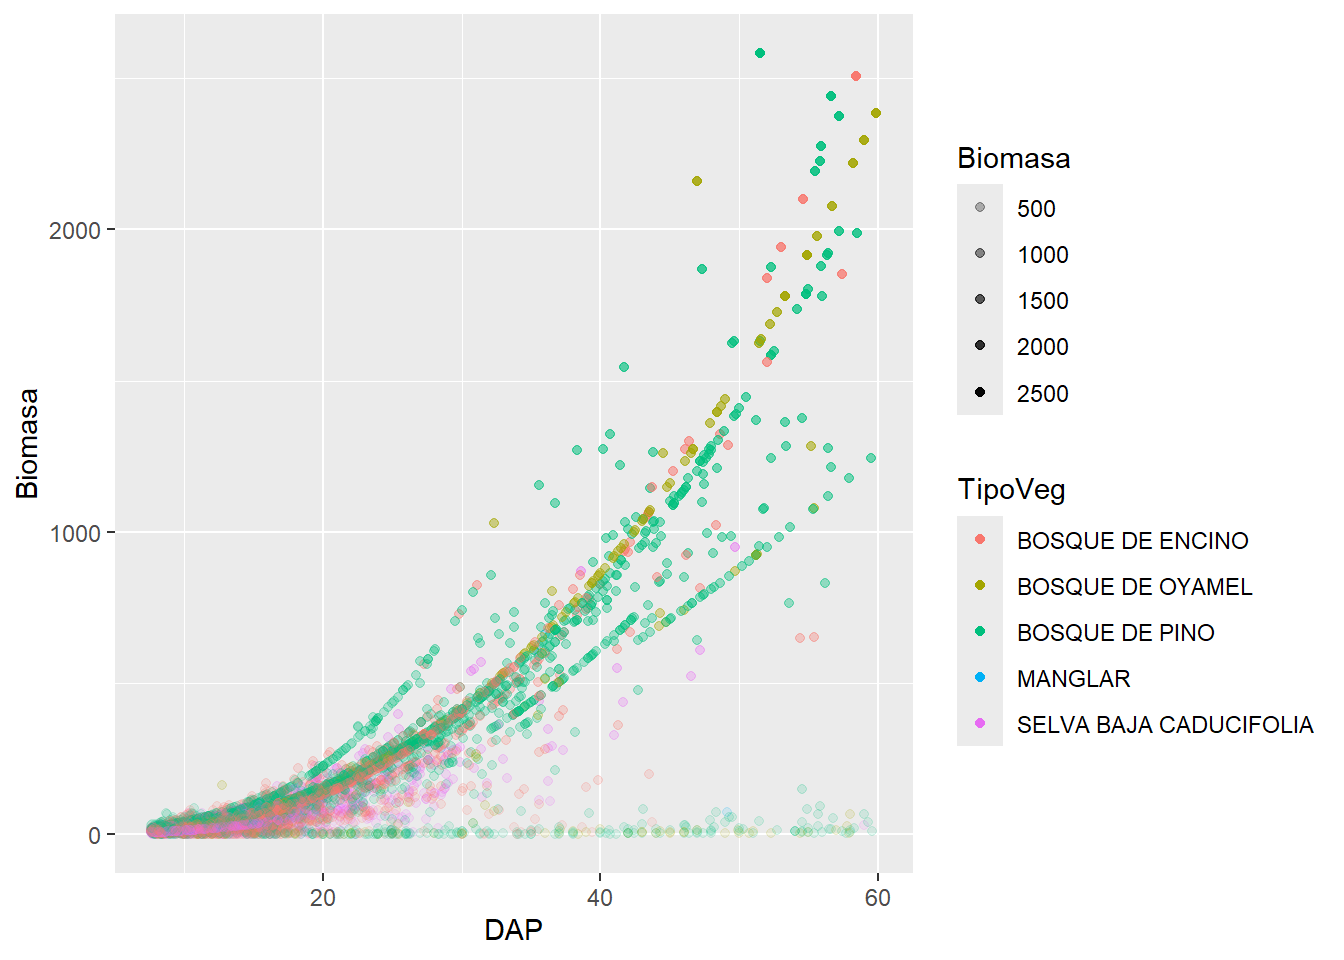 2000
1000
0
Biomasa
20
40
60
DAP
Biomasa
500
1000
1500
2000
2500
TipoVeg
BOSQUE DE ENCINO
BOSQUE DE OYAMEL
BOSQUE DE PINO
MANGLAR
SELVA BAJA CADUCIFOLIA